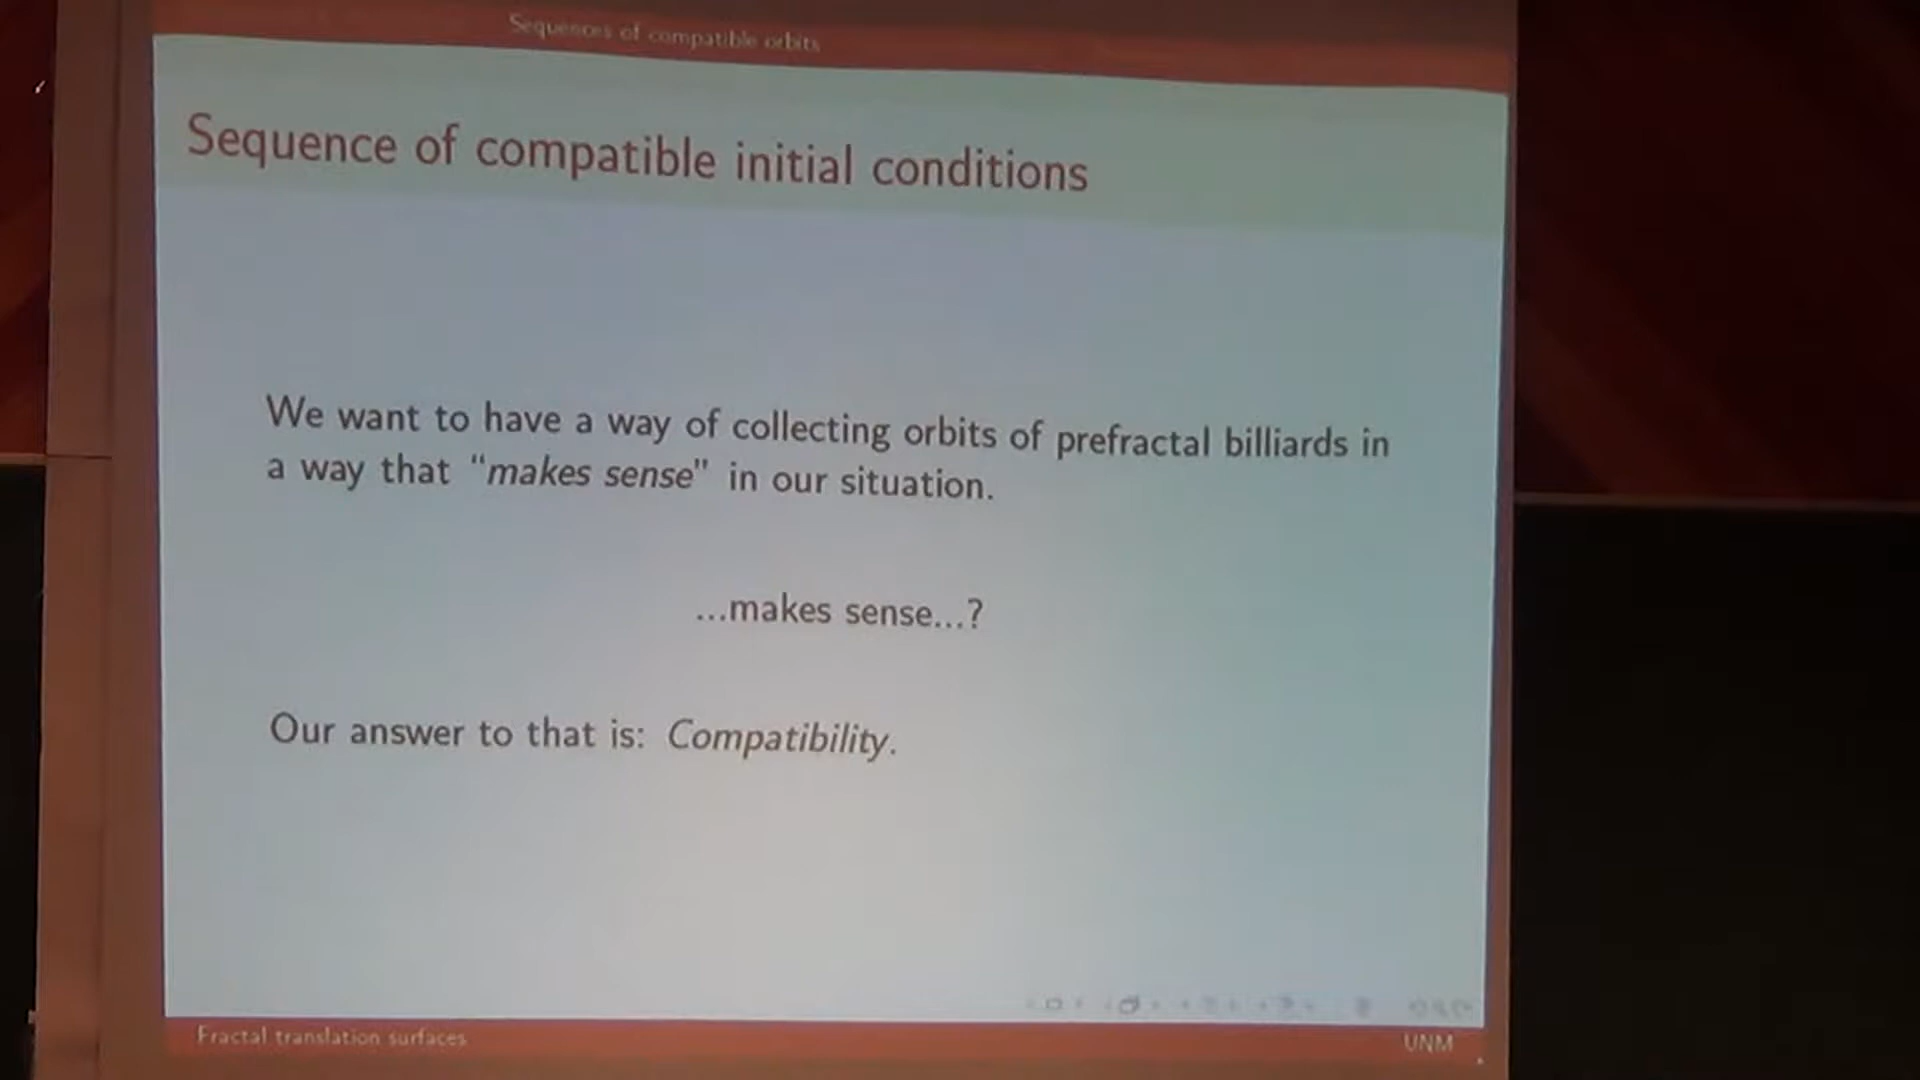 Sequences of compatible orbits
Sequence of compatible initial conditions
We want to have a way of collecting orbits of prefractal billiards in
a way that “makes sense” in our situation.
...makes sense...?
Our answer to that is: Compatibility.
Fractal translation surfaces
UNM